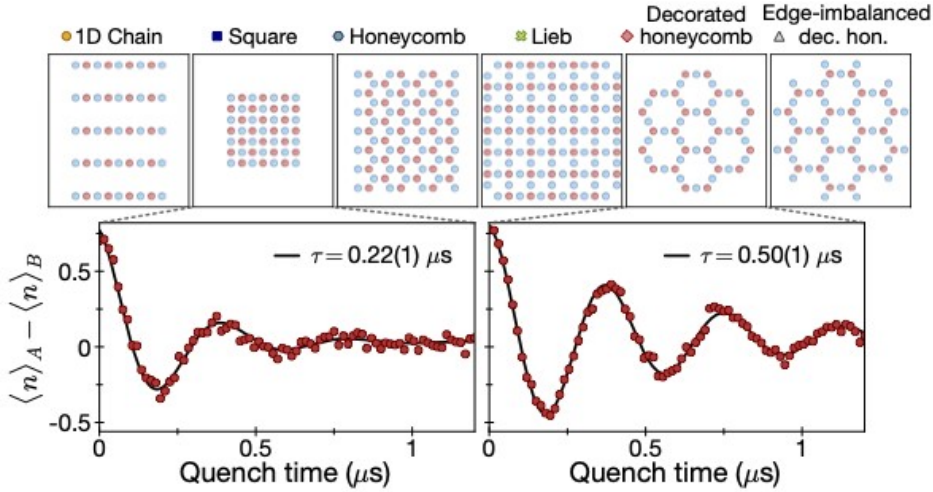 Decorated Edge-imbalanced
1D Chain Square Honeycomb Lieb honeycomb dec. hon.
0.5
0
-0.5
⟨n⟩A − ⟨n⟩B
τ = 0.22(1) μs
0 0.5 1
Quench time (μs)
τ = 0.50(1) μs
0 0.5 1
Quench time (μs)